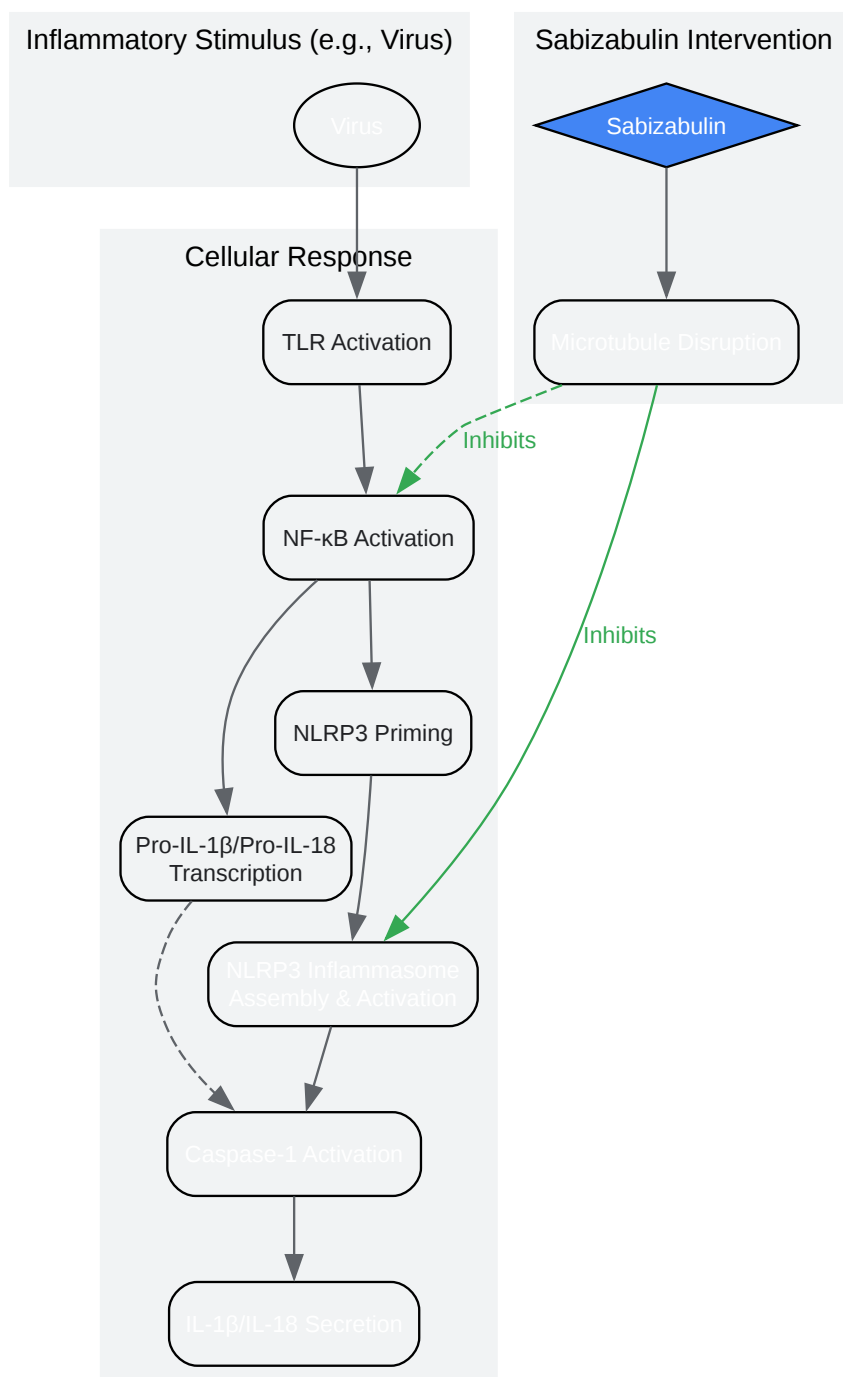 Inflammatory Stimulus (e.g., Virus)
Sabizabulin Intervention
Virus
Sabizabulin
Cellular Response
TLR Activation
Microtubule Disruption
Inhibits
NF-κB Activation
Inhibits
NLRP3 Priming
Pro-IL-1β/Pro-IL-18
Transcription
NLRP3 Inflammasome
Assembly & Activation
Caspase-1 Activation
IL-1β/IL-18 Secretion